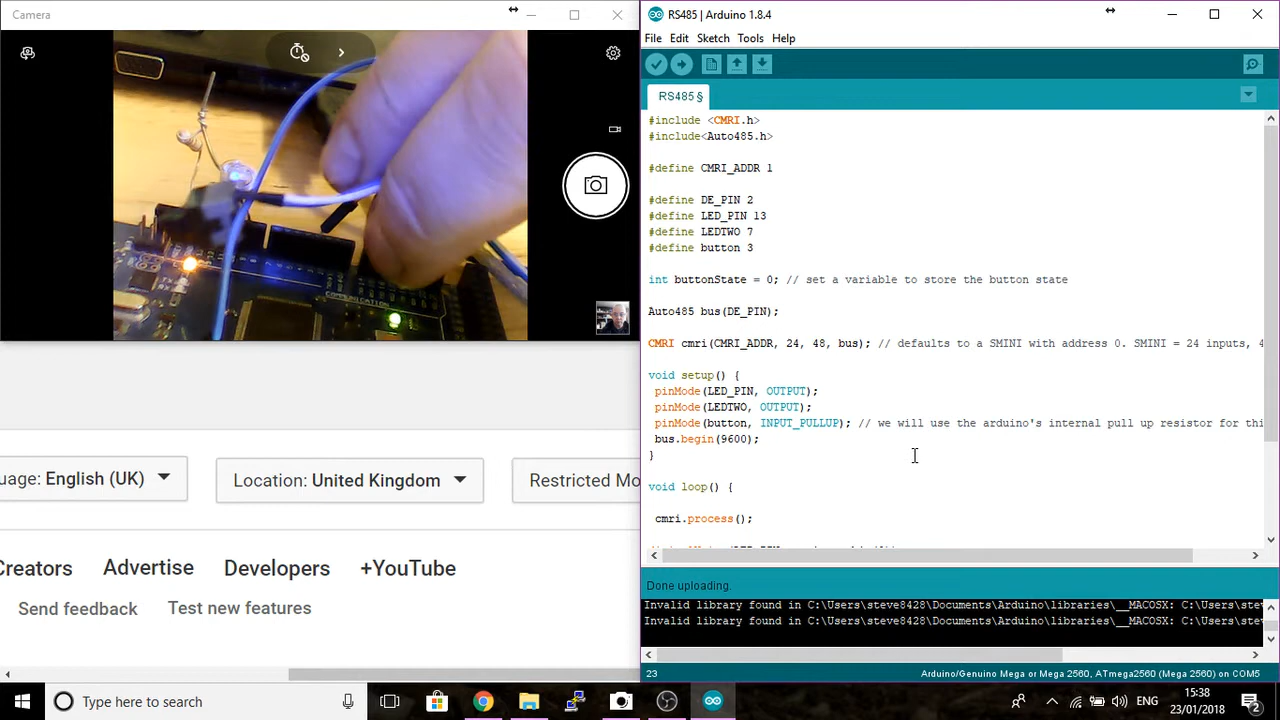 Camera
COMMUNICATION
uage: English (UK)
Location: United Kingdom
Restricted Mo
Creators Advertise Developers +YouTube
Send feedback Test new features
RS485 | Arduino 1.8.4
File Edit Sketch Tools Help
RS485 §
#include <CMRI.h>
#include<Auto485.h>
#define CMRI_ADDR 1
#define DE_PIN 2
#define LED_PIN 13
#define LEDTWO 7
#define button 3
int buttonState = 0; // set a variable to store the button state
Auto485 bus(DE_PIN);
CMRI cmri(CMRI_ADDR, 24, 48, bus); // defaults to a SMINI with address 0. SMINI = 24 inputs, 4
void setup() {
pinMode(LED_PIN, OUTPUT);
pinMode(LEDTWO, OUTPUT);
pinMode(button, INPUT_PULLUP); // we will use the arduino's internal pull up resistor for thi
bus.begin(9600);
}
void loop() {
cmri.process();
Done uploading.
Invalid library found in C:\Users\steve8428\Documents\Arduino\libraries\__MACOSX: C:\Users\stev
Invalid library found in C:\Users\steve8428\Documents\Arduino\libraries\__MACOSX: C:\Users\stev
23
Arduino/Genuino Mega or Mega 2560, ATmega2560 (Mega 2560) on COM5
Type here to search
ENG
15:38
23/01/2018
2